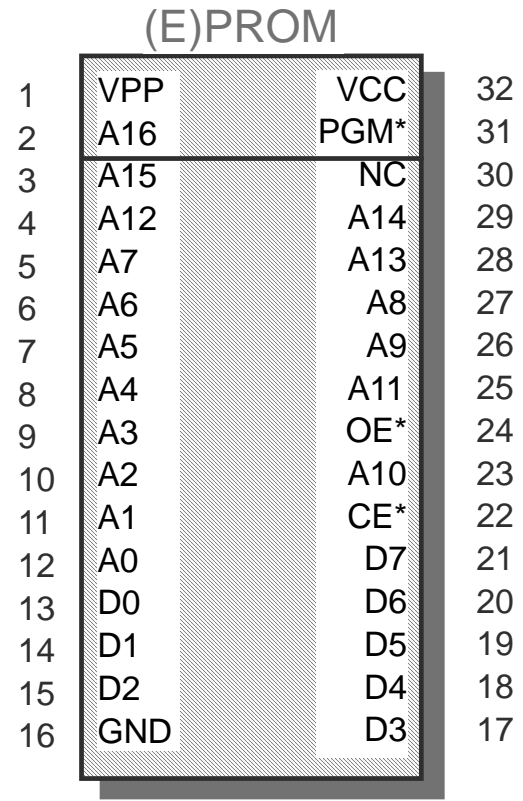 (E)PROM
1 VPP VCC 32
2 A16 PGM* 31
3 A15 NC 30
4 A12 A14 29
5 A7 A13 28
6 A6 A8 27
7 A5 A9 26
8 A4 A11 25
9 A3 OE* 24
10 A2 A10 23
11 A1 CE* 22
12 A0 D7 21
13 D0 D6 20
14 D1 D5 19
15 D2 D4 18
16 GND D3 17